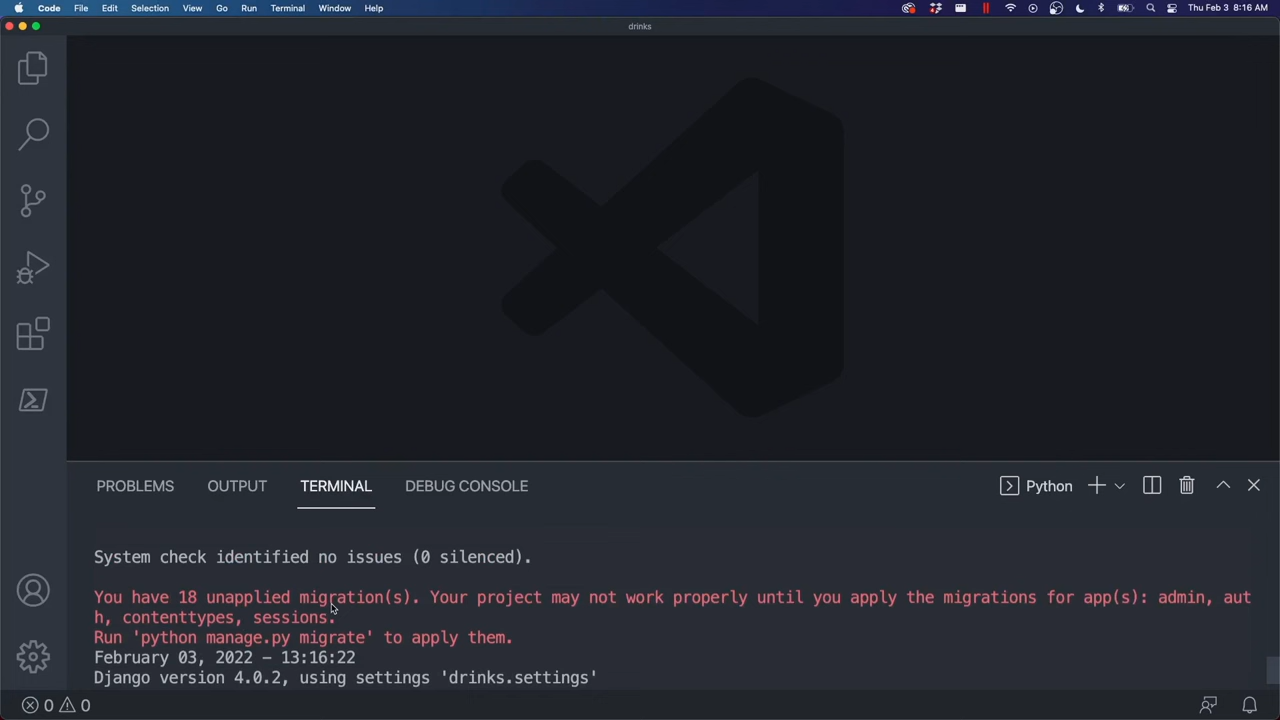 Code File Edit Selection View Go Run Terminal Window Help Thu Feb 3 8:16 AM
drinks
PROBLEMS OUTPUT TERMINAL DEBUG CONSOLE Python
System check identified no issues (0 silenced).
You have 18 unapplied migration(s). Your project may not work properly until you apply the migrations for app(s): admin, aut
h, contenttypes, sessions.
Run 'python manage.py migrate' to apply them.
February 03, 2022 - 13:16:22
Django version 4.0.2, using settings 'drinks.settings'
0 0